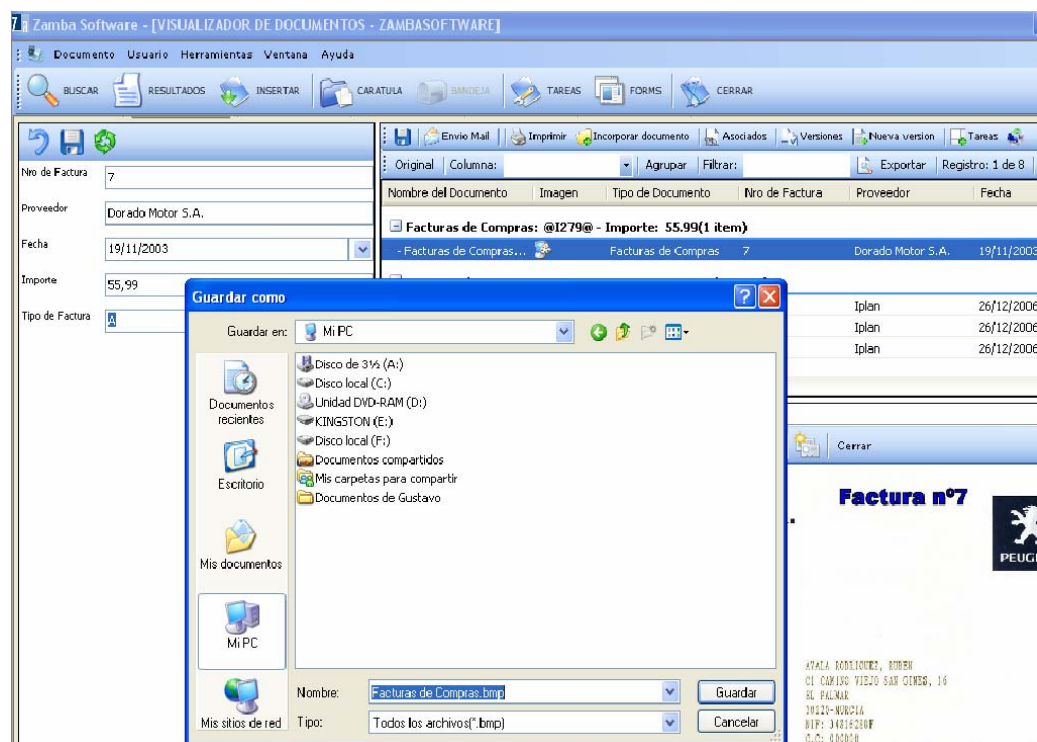 Zamba Software - [VISUALIZADOR DE DOCUMENTOS - ZAMBASOFTWARE]
Documento Usuario Herramientas Ventana Ayuda
BUSCAR RESULTADOS INSERTAR CARATULA BANDEJA TAREAS FORMS CERRAR
Envio Mail Imprimir Incorporar documento Asociados Versiones Nueva version Tareas
Original Columna: Agrupar Filtrar: Exportar Registro: 1 de 8
Nro de Factura 7
Proveedor Dorado Motor S.A.
Fecha 19/11/2003
Importe 55,99
Tipo de Factura A
Nombre del Documento Imagen Tipo de Documento Nro de Factura Proveedor Fecha
Facturas de Compras: @I279@ - Importe: 55.99(1 item)
- Facturas de Compras... Facturas de Compras 7 Dorado Motor S.A. 19/11/2003
Iplan 26/12/2006
Iplan 26/12/2006
Iplan 26/12/2006
Guardar como
Guardar en: Mi PC
Documentos recientes
Escritorio
Mis documentos
Mi PC
Mis sitios de red
Disco de 3½ (A:)
Disco local (C:)
Unidad DVD-RAM (D:)
KINGSTON (E:)
Disco local (F:)
Documentos compartidos
Mis carpetas para compartir
Documentos de Gustavo
Nombre: Facturas de Compras.bmp Guardar
Tipo: Todos los archivos(*.bmp) Cancelar
Cerrar
Factura nº7
PEUG
AYALA RODRIGUEZ, RUBEN
C1 CAMINO VIEJO SAN GINES, 16
EL PALMAR